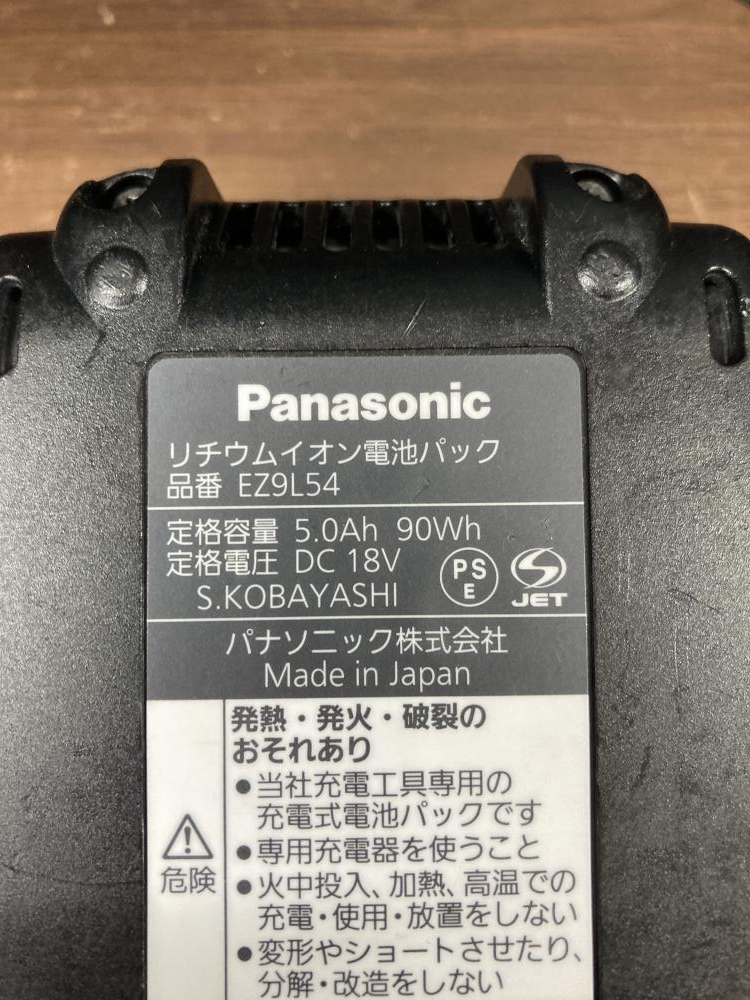 Panasonic
リチウムイオン電池パック
品番 EZ9L54
定格容量 5.0Ah 90Wh
定格電圧 DC 18V
PS
E
JET
S.KOBAYASHI
パナソニック株式会社
Made in Japan
発熱・発火・破裂の
おそれあり
危険
●当社充電工具専用の
充電式電池パックです
●専用充電器を使うこと
●火中投入、加熱、高温での
充電・使用・放置をしない
●変形やショートさせたり、
分解・改造をしない